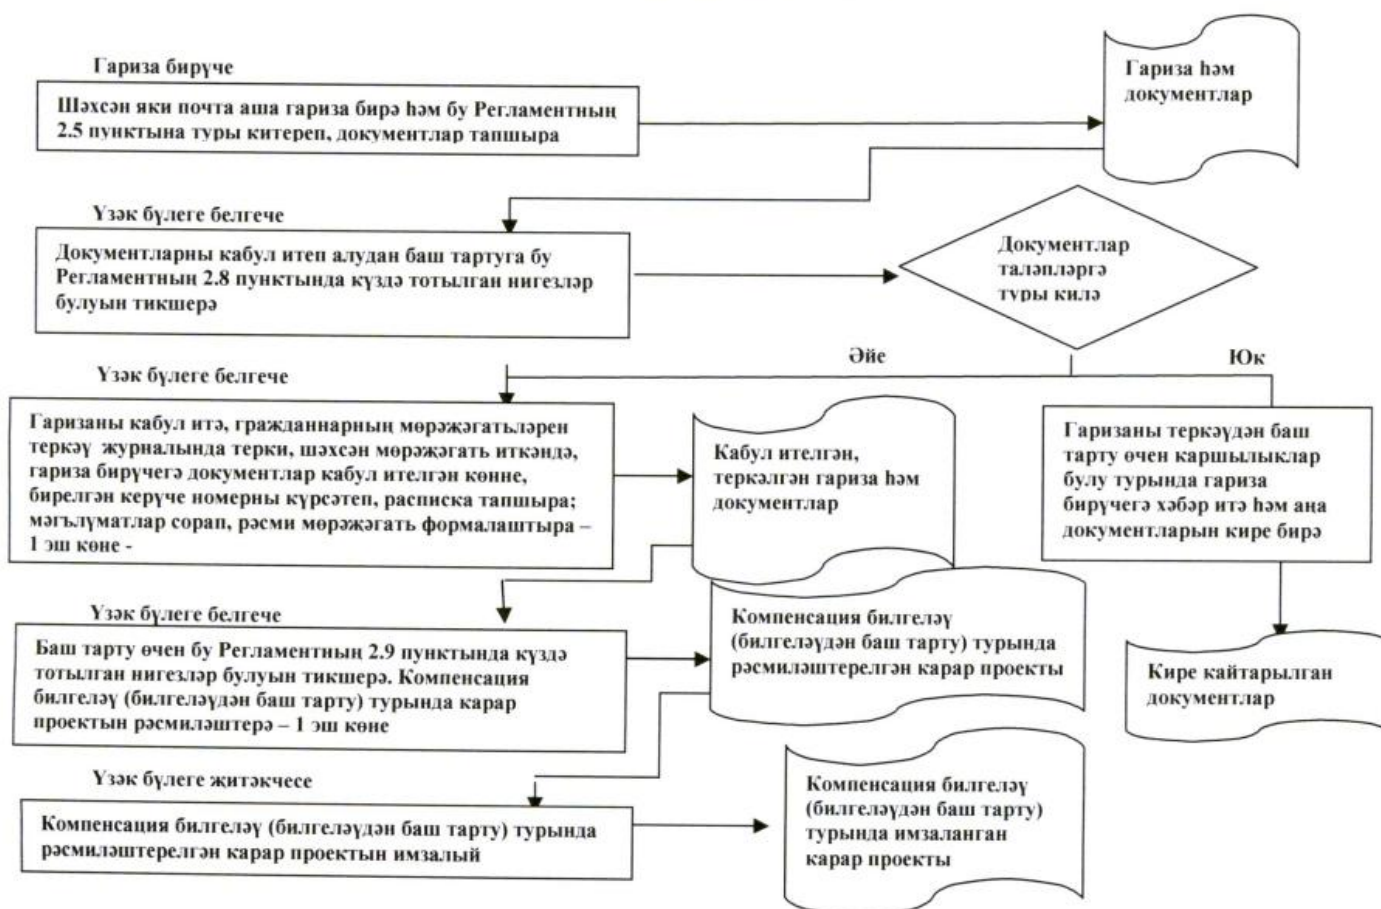 Гариза бирүче
Шәхсән яки почта аша гариза бирә һәм бу Регламентның
2.5 пунктына туры китереп, документлар тапшыра
Гариза һәм
документлар
Үзәк бүлеге белгече
Документларны кабул итеп алудан баш тартуга бу
Регламентның 2.8 пунктында күздә тотылган нигезләр
булуын тикшерә
Документлар
таләпләргә
туры килә
Әйе
Юк
Үзәк бүлеге белгече
Гаризаны кабул итә, гражданнарның мөрәҗәгатьләрен
теркәү журналында терки, шәхсән мөрәҗәгать иткәндә,
гариза бирүчегә документлар кабул ителгән көнне,
бирелгән керүче номерны күрсәтеп, расписка тапшыра;
мәгълүматлар сорап, рәсми мөрәҗәгать формалаштыра –
1 эш көне -
Кабул ителгән,
теркәлгән гариза һәм
документлар
Гаризаны теркәүдән баш
тарту өчен каршылыклар
булу турында гариза
бирүчегә хәбәр итә һәм аңа
документларын кире бирә
Үзәк бүлеге белгече
Баш тарту өчен бу Регламентның 2.9 пунктында күздә
тотылган нигезләр булуын тикшерә. Компенсация
билгеләү (билгеләүдән баш тарту) турында карар
проектын рәсмиләштерә – 1 эш көне
Компенсация билгеләү
(билгеләүдән баш тарту) турында
рәсмиләштерелгән карар проекты
Кире кайтарылган
документлар
Үзәк бүлеге җитәкчесе
Компенсация билгеләү (билгеләүдән баш тарту) турында
рәсмиләштерелгән карар проектын имзалый
Компенсация билгеләү
(билгеләүдән баш тарту)
турында имзаланган
карар проекты